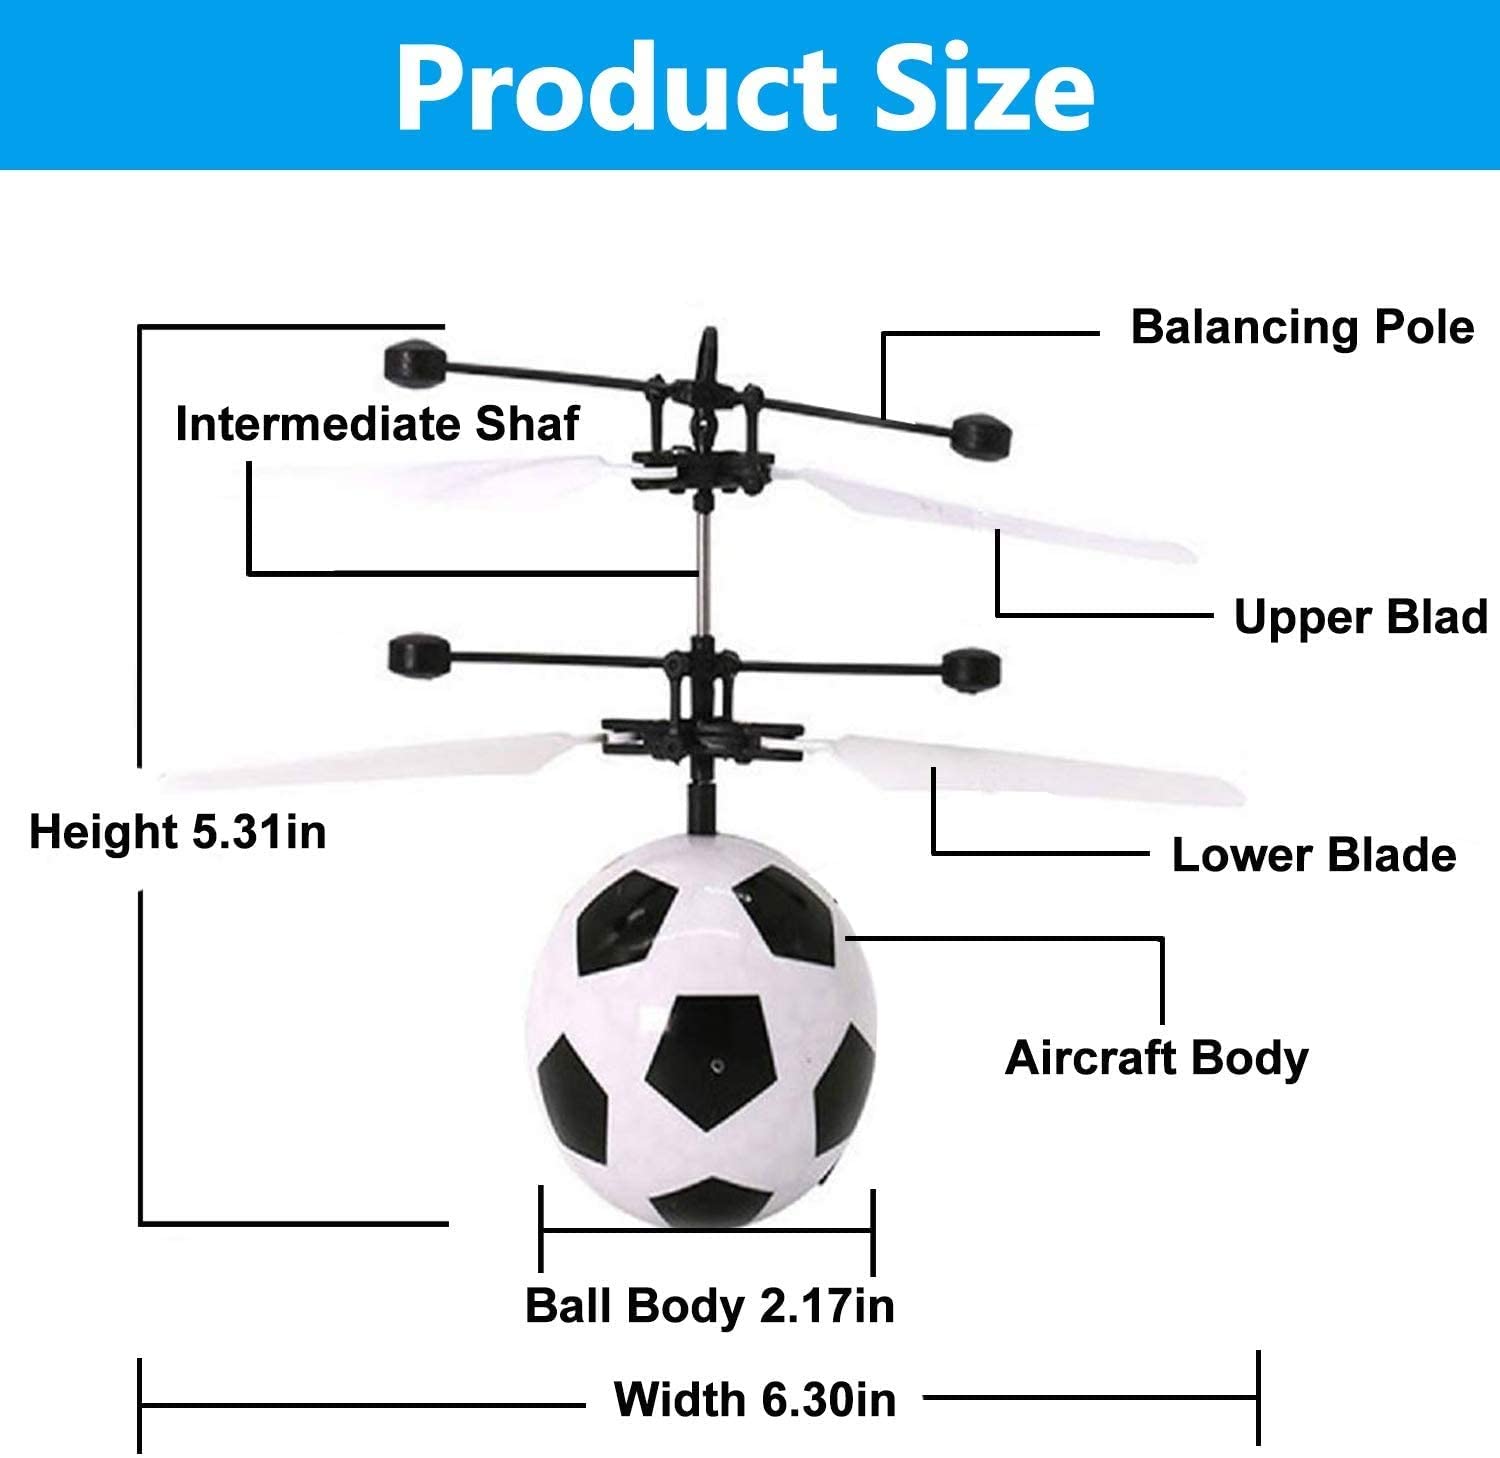 Product Size
Balancing Pole
Intermediate Shaf
Upper Blad
Height 5.31in
Lower Blade
Aircraft Body
Ball Body 2.17in
Width 6.30in